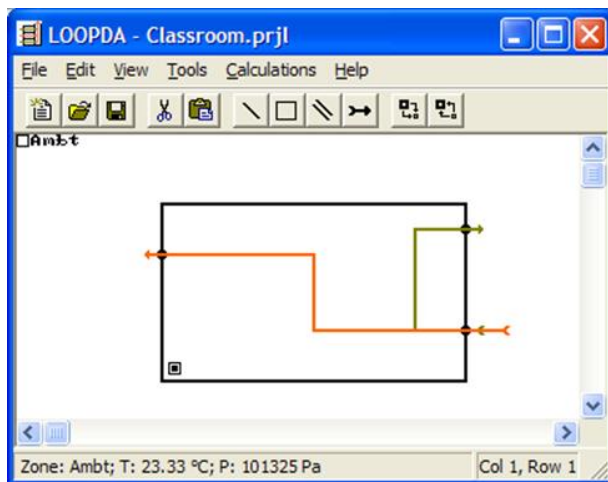 LOOPDA - Classroom.prjl
File Edit View Tools Calculations Help
Ambt
Zone: Ambt; T: 23.33 ºC; P: 101325 Pa Col 1, Row 1